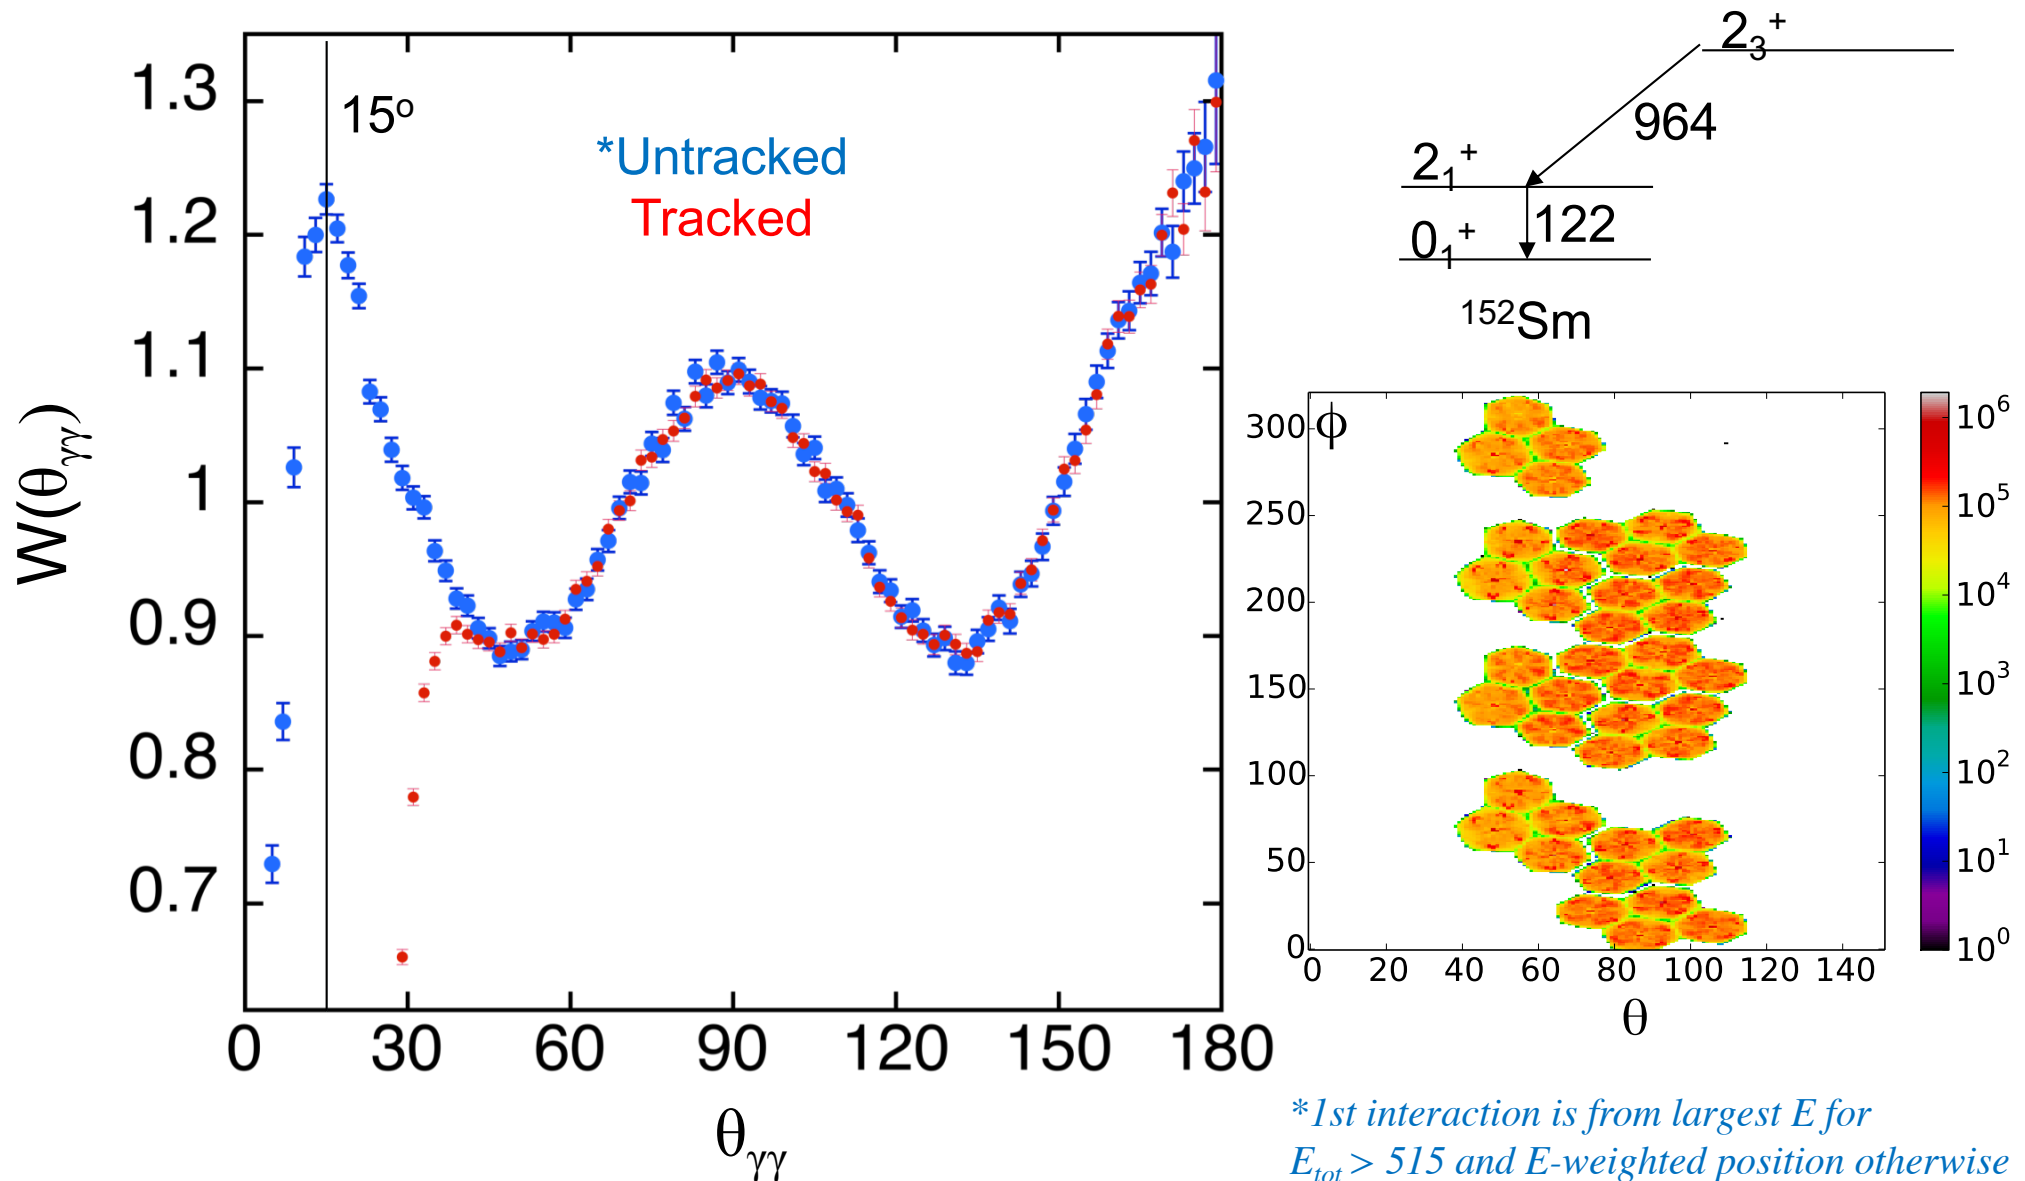 1.3
1.2
1.1
1
0.9
0.8
0.7
W(θγγ)
15º
*Untracked
Tracked
0 30 60 90 120 150 180
θγγ
2₃⁺
964
2₁⁺
122
0₁⁺
¹⁵²Sm
ϕ
300
250
200
150
100
50
0
0 20 40 60 80 100 120 140
θ
10⁶
10⁵
10⁴
10³
10²
10¹
10⁰
*1st interaction is from largest E for
Etot > 515 and E-weighted position otherwise